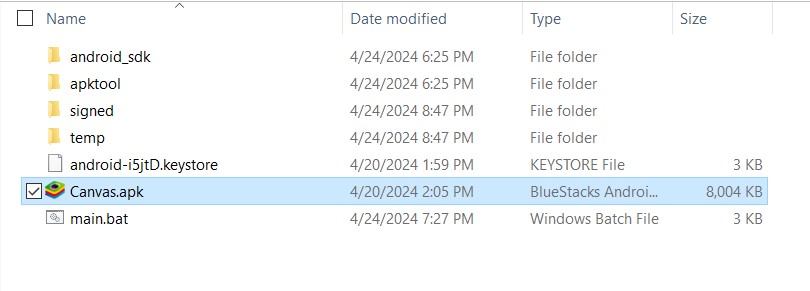 Name Date modified Type Size
android_sdk 4/24/2024 6:25 PM File folder
apktool 4/24/2024 6:25 PM File folder
signed 4/24/2024 8:47 PM File folder
temp 4/24/2024 8:47 PM File folder
android-i5jtD.keystore 4/20/2024 1:59 PM KEYSTORE File 3 KB
Canvas.apk 4/20/2024 2:05 PM BlueStacks Androi... 8,004 KB
main.bat 4/24/2024 7:27 PM Windows Batch File 3 KB